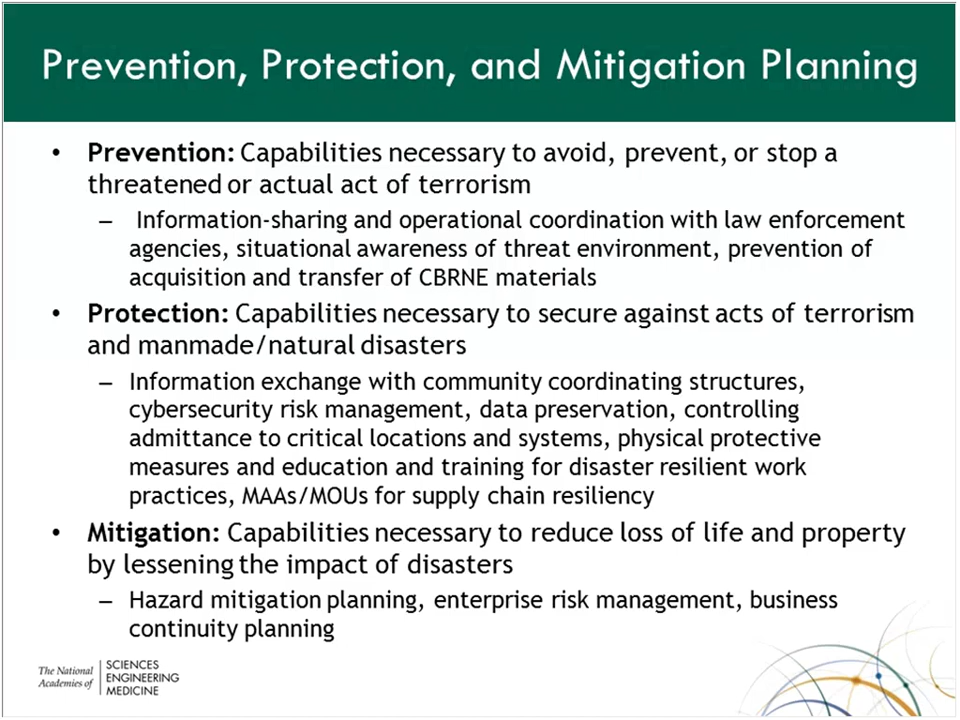 Prevention, Protection, and Mitigation Planning
• Prevention: Capabilities necessary to avoid, prevent, or stop a
threatened or actual act of terrorism
– Information-sharing and operational coordination with law enforcement
agencies, situational awareness of threat environment, prevention of
acquisition and transfer of CBRNE materials
• Protection: Capabilities necessary to secure against acts of terrorism
and manmade/natural disasters
– Information exchange with community coordinating structures,
cybersecurity risk management, data preservation, controlling
admittance to critical locations and systems, physical protective
measures and education and training for disaster resilient work
practices, MAAs/MOUs for supply chain resiliency
• Mitigation: Capabilities necessary to reduce loss of life and property
by lessening the impact of disasters
– Hazard mitigation planning, enterprise risk management, business
continuity planning
The National
Academies of
SCIENCES
ENGINEERING
MEDICINE